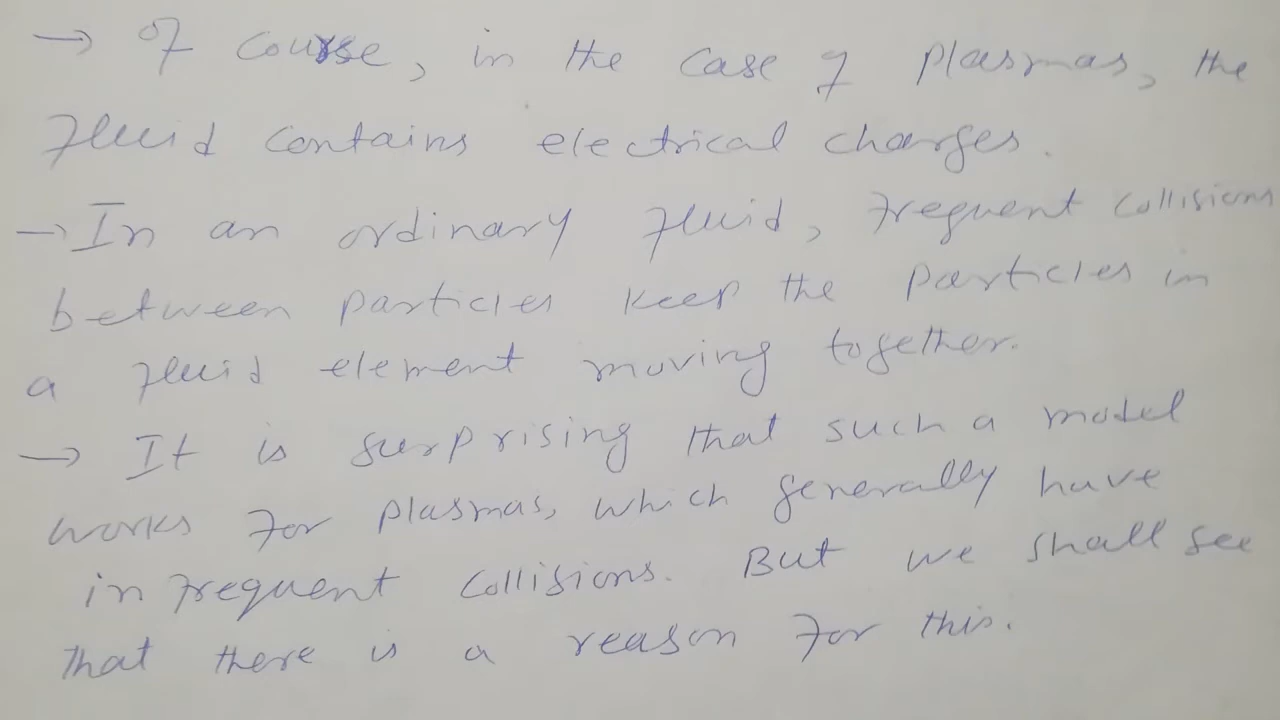 → Of course, in the case of plasmas, the
fluid contains electrical charges.
→ In an ordinary fluid, frequent collisions
between particles keep the particles in
a fluid element moving together.
→ It is surprising that such a model
works for plasmas, which generally have
infrequent collisions. But we shall see
that there is a reason for this.